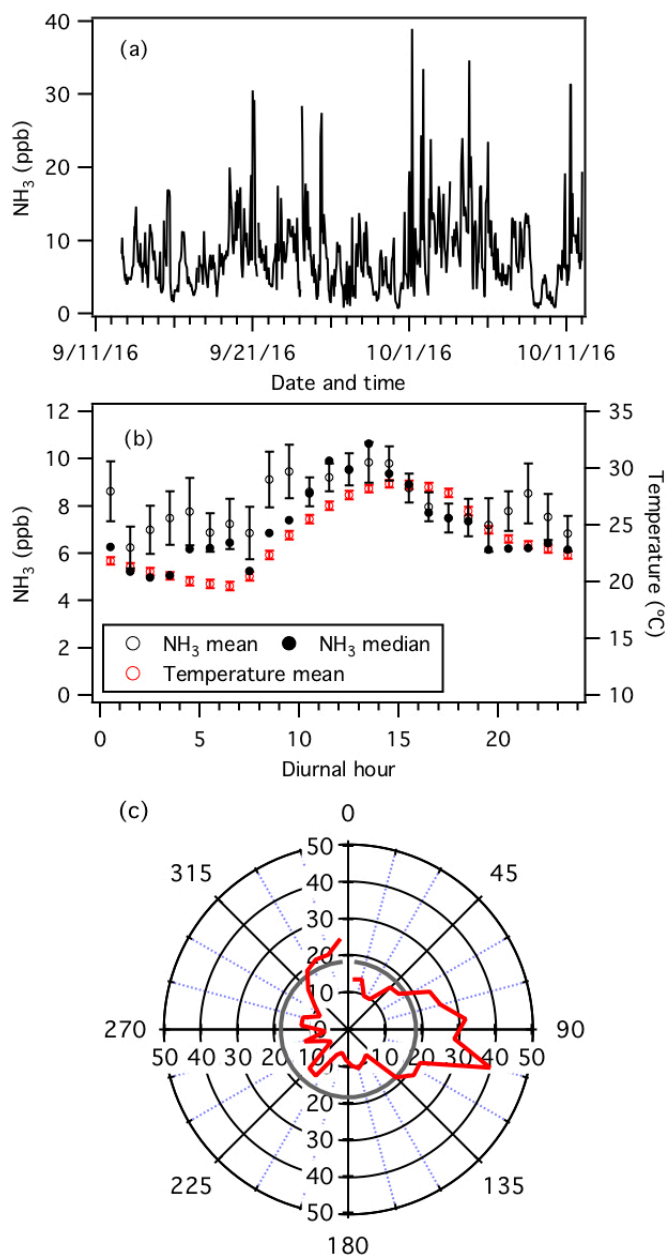 (a)
40
30
20
10
0
NH3 (ppb)
9/11/16 9/21/16 10/1/16 10/11/16
Date and time
(b)
12
10
8
6
4
2
0
NH3 (ppb)
35
30
25
20
15
10
Temperature (°C)
NH3 mean NH3 median
Temperature mean
0 5 10 15 20
Diurnal hour
(c)
0
315 45
50
40
30
20
10
0
270 90
50 40 30 20 10 0 10 20 30 40 50
10
20
30
40
50
225 135
180